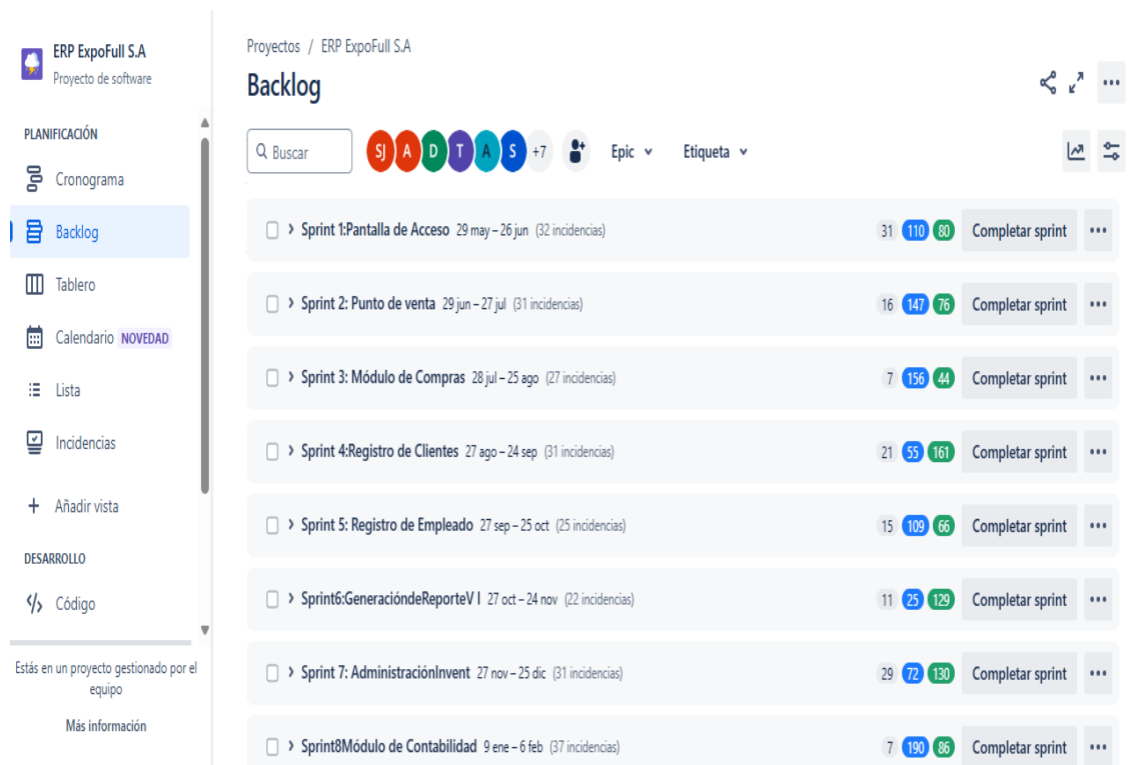 ERP ExpoFull S.A
Proyecto de software
PLANIFICACIÓN
Cronograma
Backlog
Tablero
Calendario NOVEDAD
Lista
Incidencias
+ Añadir vista
DESARROLLO
Código
Estás en un proyecto gestionado por el
equipo
Más información
Proyectos / ERP ExpoFull S.A
Backlog
Buscar SJ A D T A S +7 Epic Etiqueta
Sprint 1:Pantalla de Acceso 29 may – 26 jun (32 incidencias) 31 110 80 Completar sprint
Sprint 2: Punto de venta 29 jun – 27 jul (31 incidencias) 16 147 76 Completar sprint
Sprint 3: Módulo de Compras 28 jul – 25 ago (27 incidencias) 7 156 44 Completar sprint
Sprint 4:Registro de Clientes 27 ago – 24 sep (31 incidencias) 21 55 161 Completar sprint
Sprint 5: Registro de Empleado 27 sep – 25 oct (25 incidencias) 15 109 66 Completar sprint
Sprint6:GeneracióndeReporteV I 27 oct – 24 nov (22 incidencias) 11 25 129 Completar sprint
Sprint 7: AdministraciónInvent 27 nov – 25 dic (31 incidencias) 29 72 130 Completar sprint
Sprint8Módulo de Contabilidad 9 ene – 6 feb (37 incidencias) 7 190 86 Completar sprint